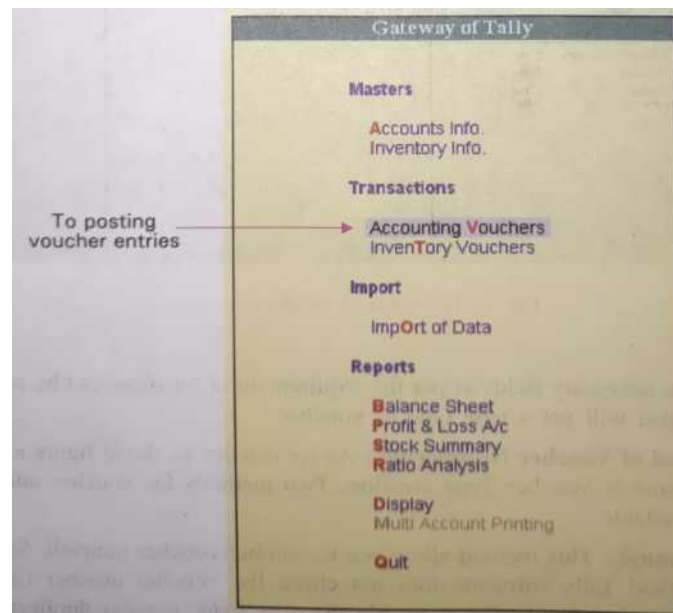 Gateway of Tally
Masters
Accounts Info.
Inventory Info.
Transactions
To posting
voucher entries
Accounting Vouchers
InvenTory Vouchers
Import
ImpOrt of Data
Reports
Balance Sheet
Profit & Loss A/c
Stock Summary
Ratio Analysis
Display
Multi Account Printing
Quit